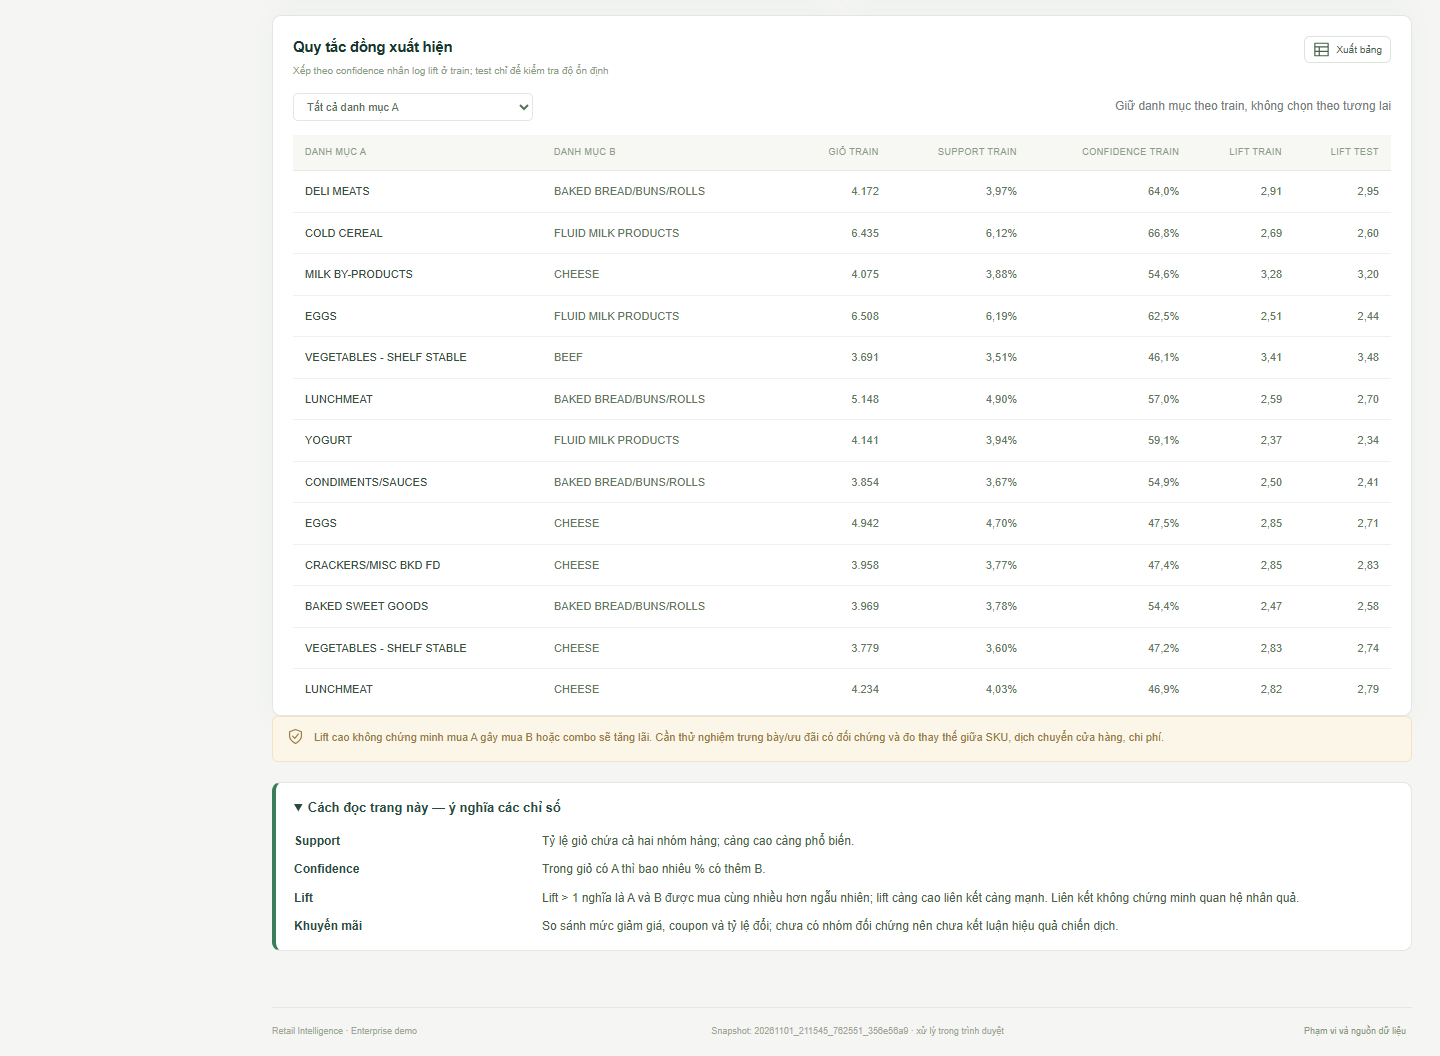 Quy tắc đồng xuất hiện
Xuất bảng
Xếp theo confidence nhân log lift ở train; test chỉ để kiểm tra độ ổn định
Tất cả danh mục A
Giữ danh mục theo train, không chọn theo tương lai
DANH MỤC A DANH MỤC B GIỎ TRAIN SUPPORT TRAIN CONFIDENCE TRAIN LIFT TRAIN LIFT TEST
DELI MEATS BAKED BREAD/BUNS/ROLLS 4.172 3,97% 64,0% 2,91 2,95
COLD CEREAL FLUID MILK PRODUCTS 6.435 6,12% 66,8% 2,69 2,60
MILK BY-PRODUCTS CHEESE 4.075 3,88% 54,6% 3,28 3,20
EGGS FLUID MILK PRODUCTS 6.508 6,19% 62,5% 2,51 2,44
VEGETABLES - SHELF STABLE BEEF 3.691 3,51% 46,1% 3,41 3,48
LUNCHMEAT BAKED BREAD/BUNS/ROLLS 5.148 4,90% 57,0% 2,59 2,70
YOGURT FLUID MILK PRODUCTS 4.141 3,94% 59,1% 2,37 2,34
CONDIMENTS/SAUCES BAKED BREAD/BUNS/ROLLS 3.854 3,67% 54,9% 2,50 2,41
EGGS CHEESE 4.942 4,70% 47,5% 2,85 2,71
CRACKERS/MISC BKD FD CHEESE 3.958 3,77% 47,4% 2,85 2,83
BAKED SWEET GOODS BAKED BREAD/BUNS/ROLLS 3.969 3,78% 54,4% 2,47 2,58
VEGETABLES - SHELF STABLE CHEESE 3.779 3,60% 47,2% 2,83 2,74
LUNCHMEAT CHEESE 4.234 4,03% 46,9% 2,82 2,79
Lift cao không chứng minh mua A gây mua B hoặc combo sẽ tăng lãi. Cần thử nghiệm trưng bày/ưu đãi có đối chứng và đo thay thế giữa SKU, dịch chuyển cửa hàng, chi phí.
▼ Cách đọc trang này — ý nghĩa các chỉ số
Support Tỷ lệ giỏ chứa cả hai nhóm hàng; càng cao càng phổ biến.
Confidence Trong giỏ có A thì bao nhiêu % có thêm B.
Lift Lift > 1 nghĩa là A và B được mua cùng nhiều hơn ngẫu nhiên; lift càng cao liên kết càng mạnh. Liên kết không chứng minh quan hệ nhân quả.
Khuyến mãi So sánh mức giảm giá, coupon và tỷ lệ đổi; chưa có nhóm đối chứng nên chưa kết luận hiệu quả chiến dịch.
Retail Intelligence · Enterprise demo Snapshot: 20261101_211545_762551_356e56a9 · xử lý trong trình duyệt Phạm vi và nguồn dữ liệu